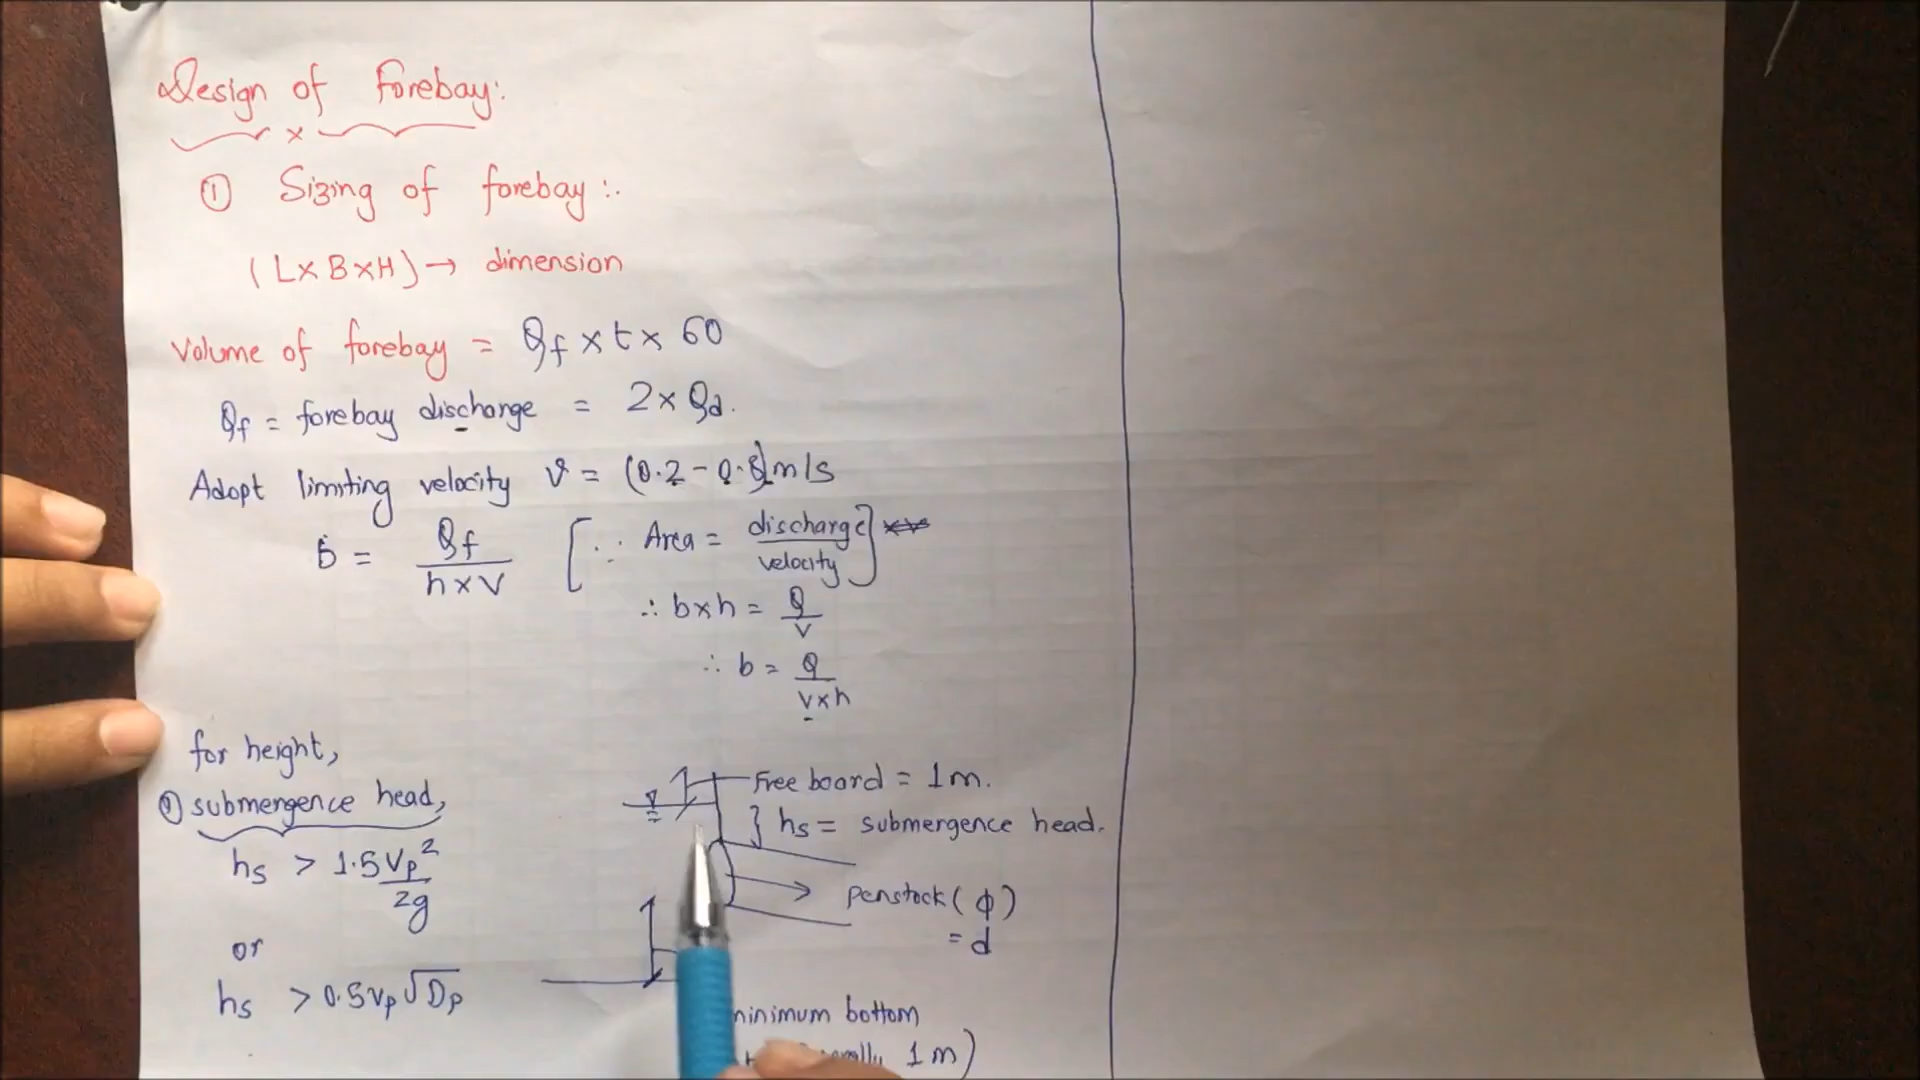 Design of Forebay:
① Sizing of forebay :.
(L×B×H) → dimension
Volume of forebay = Qf × t × 60
Qf = forebay discharge = 2 × Qd.
Adopt limiting velocity V = (0.2 - 0.8) m/s
B = Qf / h×V [∵ Area = discharge / velocity]
∴ b×h = Q / V
∴ b = Q / V×h
for height,
① submergence head,
hs > 1.5 Vp² / 2g
or
hs > 0.5 Vp √Dp
Free board = 1m.
} hs = submergence head.
Penstock (ϕ)
= d
minimum bottom
1m)